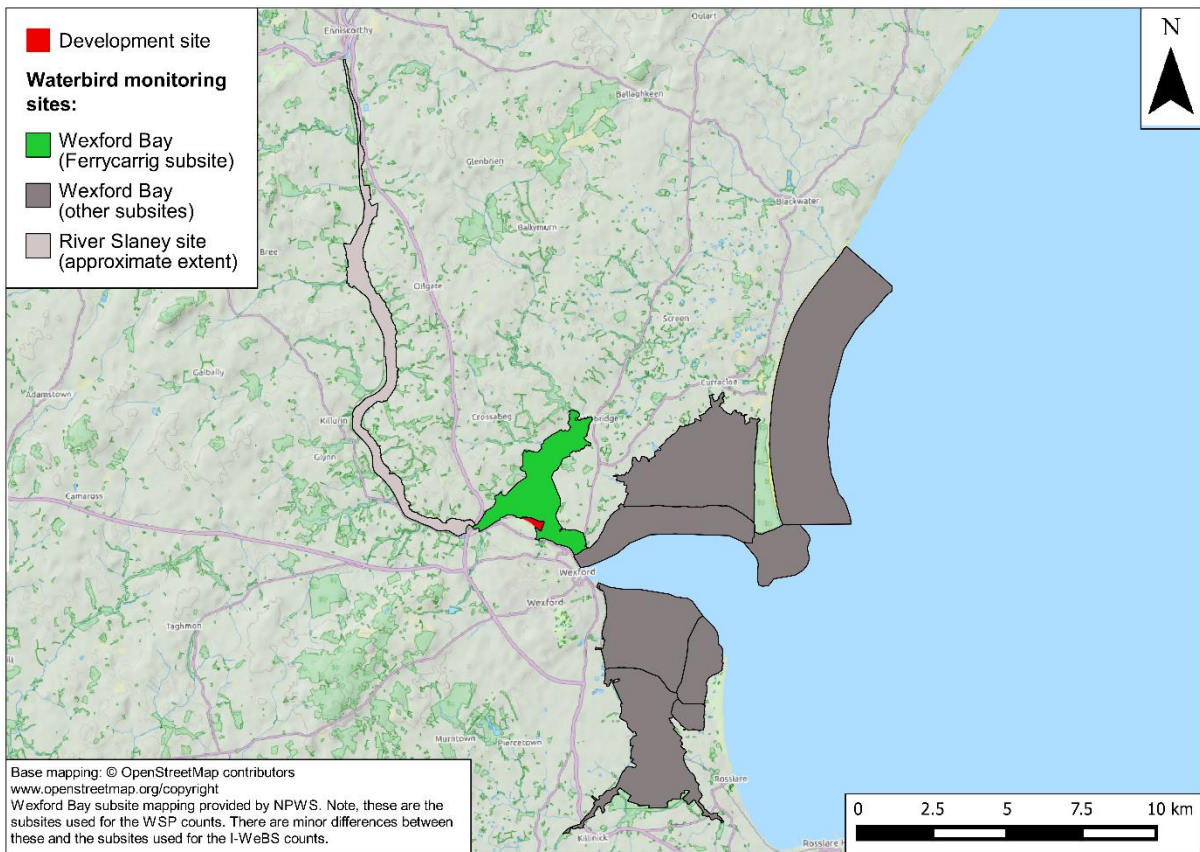 Development site
Waterbird monitoring
sites:
Wexford Bay
(Ferrycarrig subsite)
Wexford Bay
(other subsites)
River Slaney site
(approximate extent)
N
Enniscorthy
Oulart
Ballaghkeen
Glenbrien
Blackwater
Ballymurn
Bree
Oilgate
Screen
Galbally
Curracloe
Adamstown
Crossabeg
bridge
Killurin
Glynn
Camaross
Wexford
Wexford
Taghmon
Murntown
Piercetown
Rosslare
Killinick
Rosslare H
Base mapping: © OpenStreetMap contributors
www.openstreetmap.org/copyright
Wexford Bay subsite mapping provided by NPWS. Note, these are the
subsites used for the WSP counts. There are minor differences between
these and the subsites used for the I-WeBS counts.
0 2.5 5 7.5 10 km